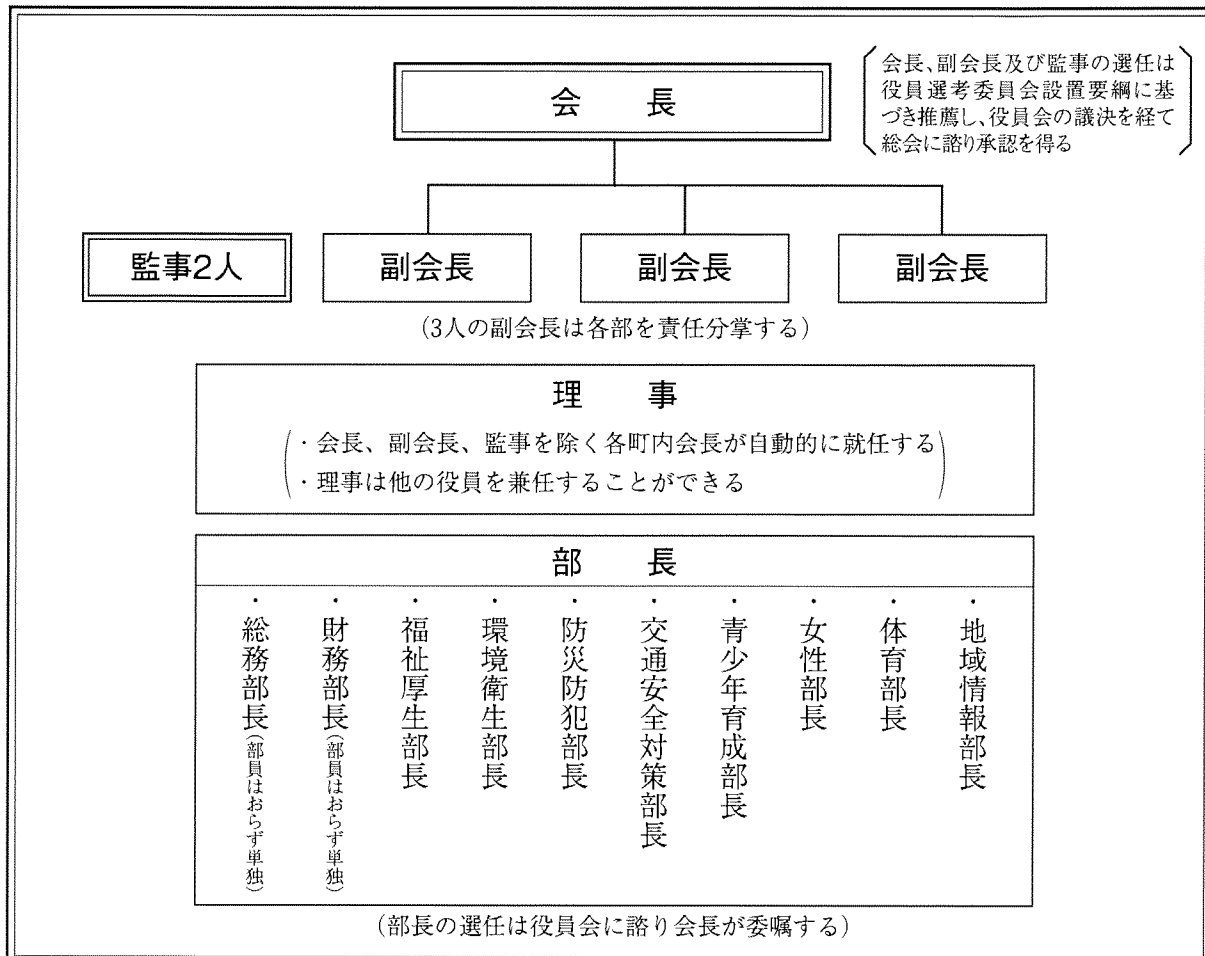 会　長
会長、副会長及び監事の選任は
役員選考委員会設置要綱に基
づき推薦し、役員会の議決を経て
総会に諮り承認を得る
監事2人
副会長
副会長
副会長
(3人の副会長は各部を責任分掌する)
理　事
・会長、副会長、監事を除く各町内会長が自動的に就任する
・理事は他の役員を兼任することができる
部　長
・総務部長(部員はおらず単独)
・財務部長(部員はおらず単独)
・福祉厚生部長
・環境衛生部長
・防災防犯部長
・交通安全対策部長
・青少年育成部長
・女性部長
・体育部長
・地域情報部長
(部長の選任は役員会に諮り会長が委嘱する)